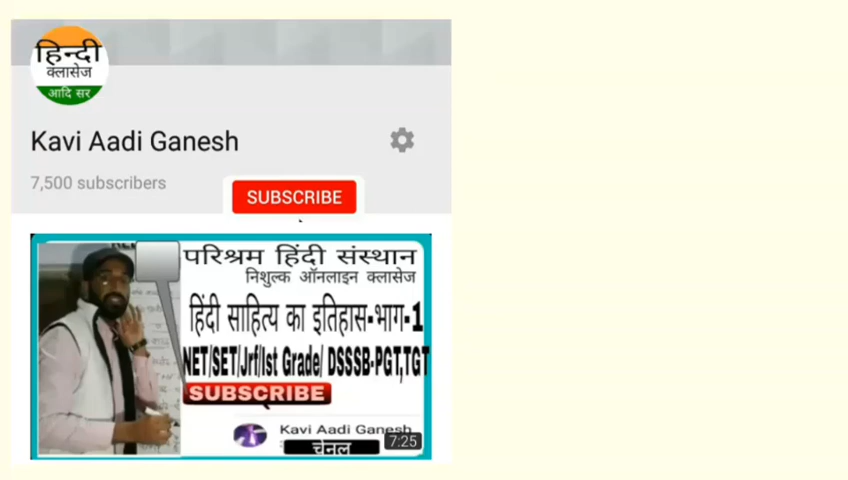 हिन्दी
क्लासेज
आदि सर
Kavi Aadi Ganesh
7,500 subscribers
SUBSCRIBE
परिश्रम हिंदी संस्थान
निशुल्क ऑनलाइन क्लासेज
हिंदी साहित्य का इतिहास-भाग-1
NET/SET/Jrf/Ist Grade/ DSSSB-PGT,TGT
SUBSCRIBE
Kavi Aadi Ganesh
चेनल
7:25